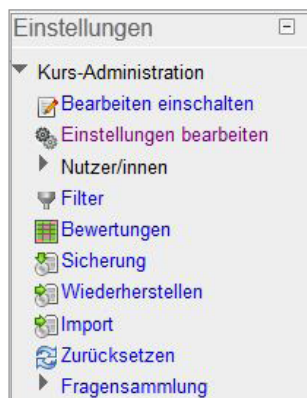 Einstellungen
Kurs-Administration
Bearbeiten einschalten
Einstellungen bearbeiten
Nutzer/innen
Filter
Bewertungen
Sicherung
Wiederherstellen
Import
Zurücksetzen
Fragensammlung